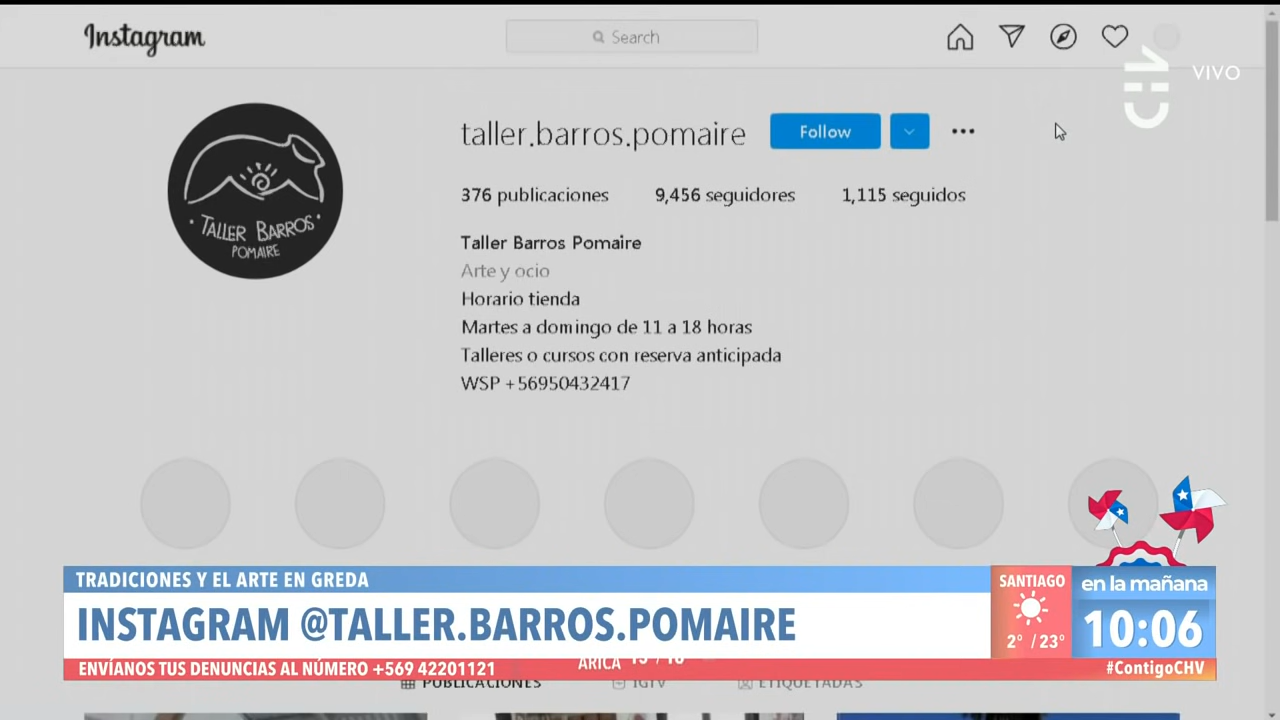 Instagram
Search
CHV
VIVO
taller.barros.pomaire
Follow
376 publicaciones
9,456 seguidores
1,115 seguidos
TALLER BARROS
POMAIRE
Taller Barros Pomaire
Arte y ocio
Horario tienda
Martes a domingo de 11 a 18 horas
Talleres o cursos con reserva anticipada
WSP +56950432417
TRADICIONES Y EL ARTE EN GREDA
INSTAGRAM @TALLER.BARROS.POMAIRE
SANTIAGO
2° / 23°
en la mañana
10:06
ENVÍANOS TUS DENUNCIAS AL NÚMERO +569 42201121
ARICA
#ContigoCHV
PUBLICACIONES
IGTV
ETIQUETADAS